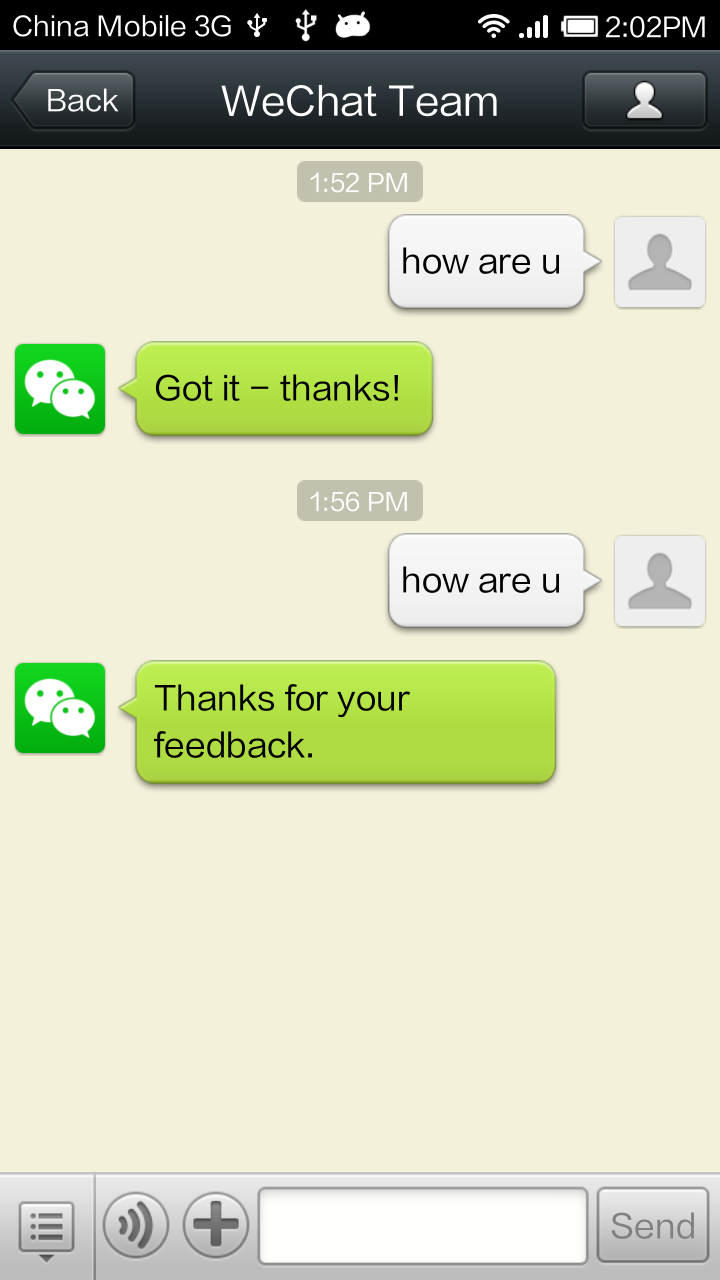 China Mobile 3G 2:02PM
Back WeChat Team
1:52 PM
how are u
Got it – thanks!
1:56 PM
how are u
Thanks for your
feedback.
Send